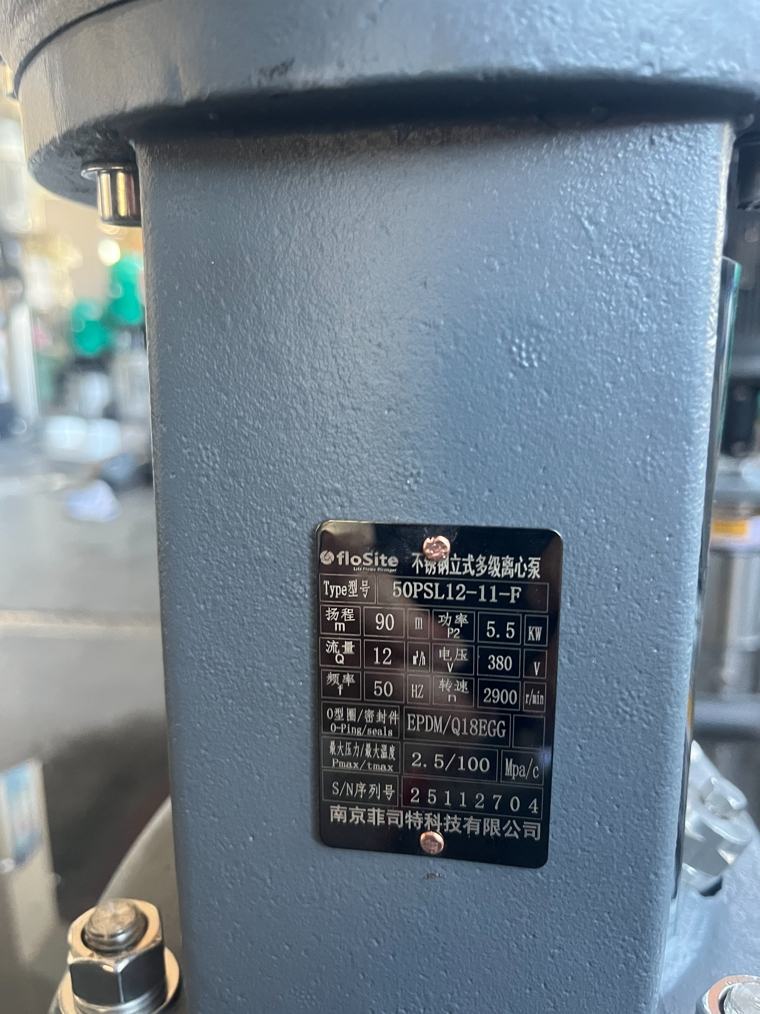 floSite 不锈钢立式多级离心泵
Type型号 50PSL12-11-F
扬程 m 90 m 功率 P2 5.5 KW
流量 Q 12 m³/h 电压 V 380 V
频率 f 50 HZ 转速 n 2900 r/min
O型圈/密封件 O-Ping/seals EPDM/Q18EGG
最大压力/最大温度 Pmax/tmax 2.5/100 Mpa/c
S/N序列号 25112704
南京菲司特科技有限公司